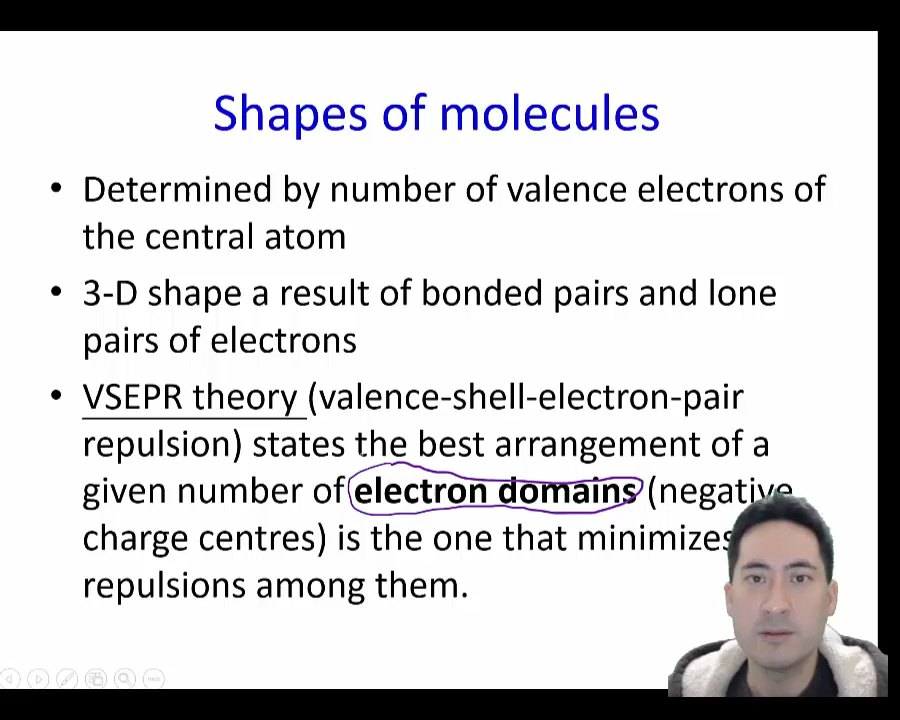 Shapes of molecules
• Determined by number of valence electrons of
the central atom
• 3-D shape a result of bonded pairs and lone
pairs of electrons
• VSEPR theory (valence-shell-electron-pair
repulsion) states the best arrangement of a
given number of electron domains (negative
charge centres) is the one that minimizes
repulsions among them.